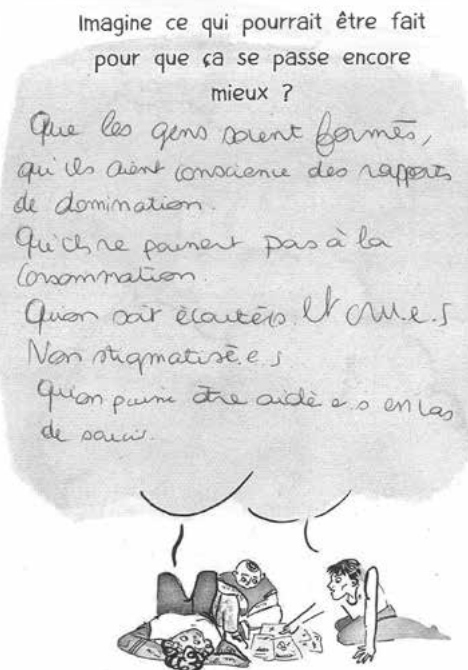 Imagine ce qui pourrait être fait
pour que ça se passe encore
mieux ?
Que les gens soient formés,
qu'ils aient conscience des rapports
de domination.
Qu'ils ne poussent pas à la
consommation
Qu'on soit écouté.e.s. Et cru.e.s
Non stigmatisé.e.s
Qu'on puisse être aidé.e.s en cas
de souci.